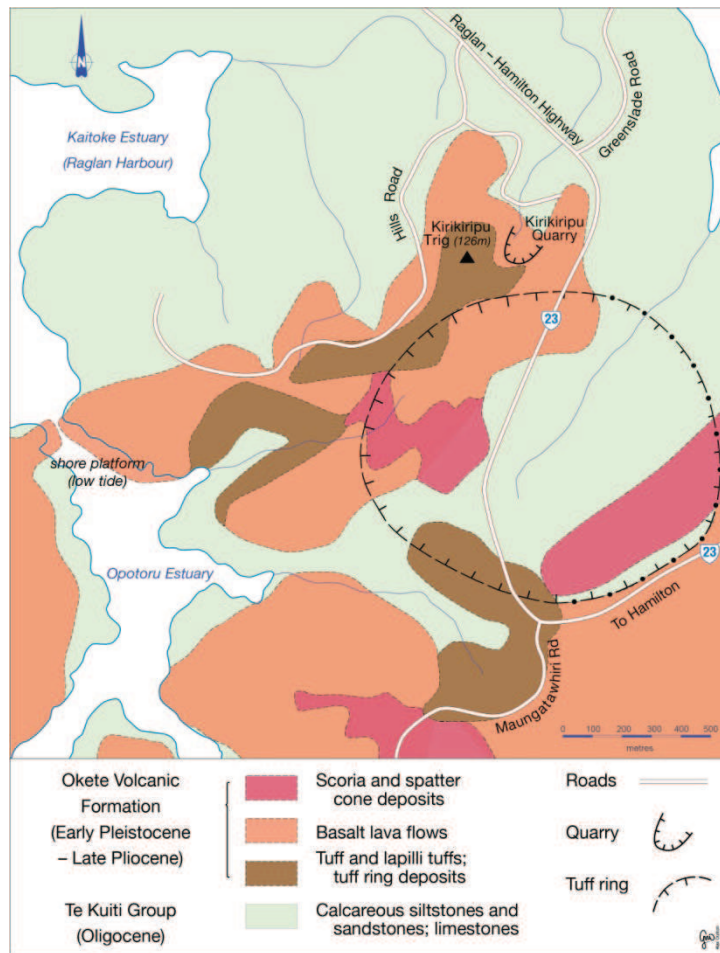 N
Raglan – Hamilton Highway
Greenslade Road
Kaitoke Estuary
(Raglan Harbour)
Hills Road
Kirikiripu
Trig (126m)
Kirikiripu
Quarry
23
shore platform
(low tide)
Opotoru Estuary
23
To Hamilton
Maungatawhiri Rd
0 100 200 300 400 500
metres
Okete Volcanic
Formation
(Early Pleistocene
– Late Pliocene)
Scoria and spatter
cone deposits
Basalt lava flows
Tuff and lapilli tuffs;
tuff ring deposits
Te Kuiti Group
(Oligocene)
Calcareous siltstones and
sandstones; limestones
Roads
Quarry
Tuff ring